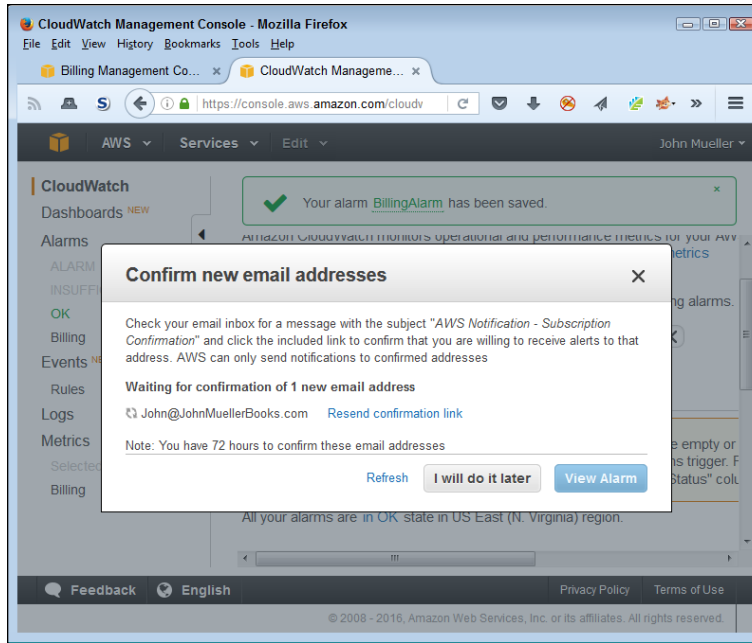 CloudWatch Management Console - Mozilla Firefox
File Edit View History Bookmarks Tools Help
Billing Management Co... × CloudWatch Manageme... ×
https://console.aws.amazon.com/cloudw
AWS Services Edit John Mueller
CloudWatch
Dashboards NEW
Alarms
ALARM
INSUFFI
OK
Billing
Events NE
Rules
Logs
Metrics
Selected
Billing
Your alarm BillingAlarm has been saved. ×
Amazon CloudWatch monitors operational and performance metrics for your AW
metrics
ng alarms.
Confirm new email addresses
Check your email inbox for a message with the subject "AWS Notification - Subscription
Confirmation" and click the included link to confirm that you are willing to receive alerts to that
address. AWS can only send notifications to confirmed addresses
Waiting for confirmation of 1 new email address
John@JohnMuellerBooks.com Resend confirmation link
Note: You have 72 hours to confirm these email addresses
Refresh I will do it later View Alarm
e empty or
ns trigger. F
Status" colu
All your alarms are in OK state in US East (N. Virginia) region.
Feedback English Privacy Policy Terms of Use
© 2008 - 2016, Amazon Web Services, Inc. or its affiliates. All rights reserved.